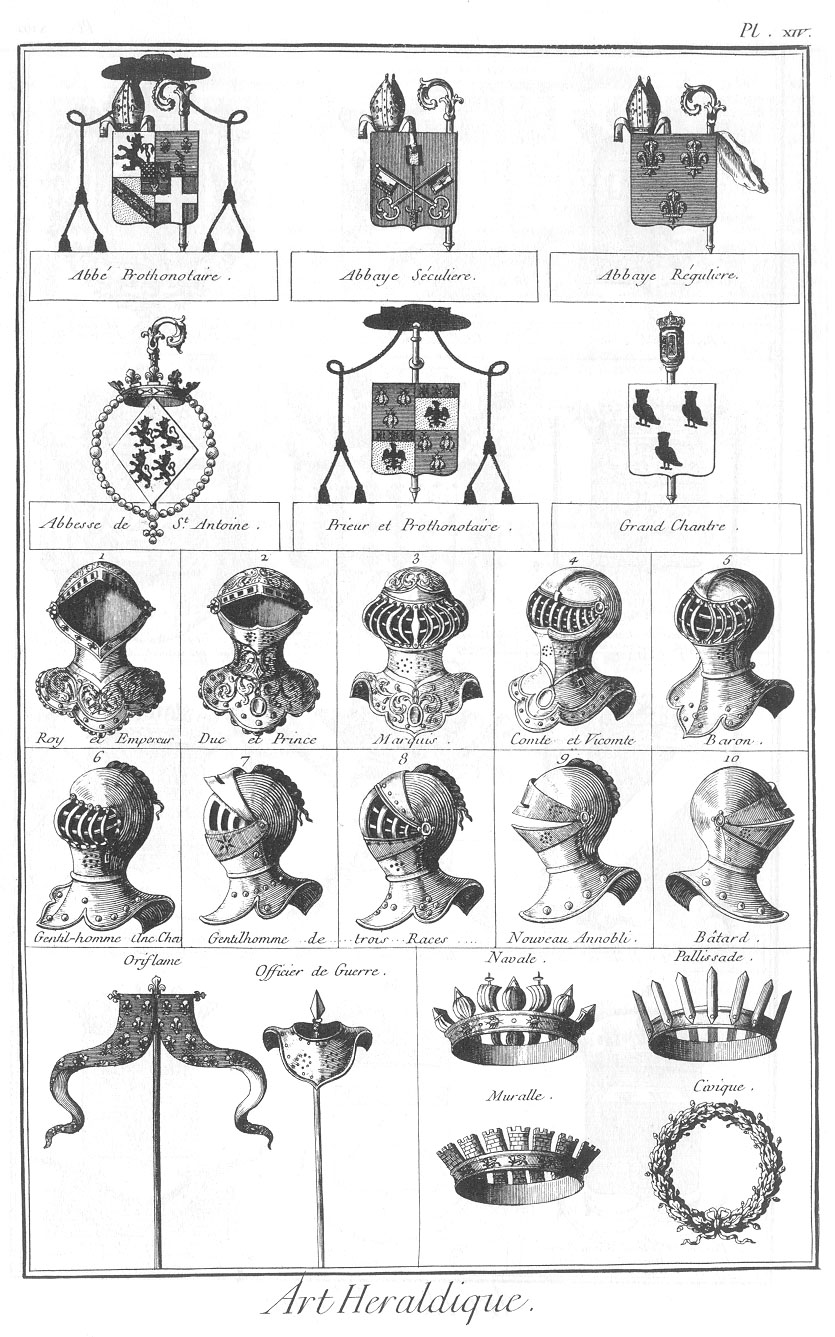 Pl. XIV.
Abbé Prothonotaire.
Abbaye Séculiere.
Abbaye Réguliere.
Abbesse de St. Antoine.
Prieur et Prothonotaire.
Grand Chantre.
1 2 3 4 5
Roy et Empereur
Duc et Prince
Marquis.
Comte et Vicomte
Baron.
6 7 8 9 10
Gentil-homme Anc. Chev
Gentilhomme de ..... trois Races ....
Nouveau Annobli.
Bâtard.
Oriflame
Officier de Guerre.
Navale.
Pallissade.
Muralle.
Civique.
Art Heraldique.